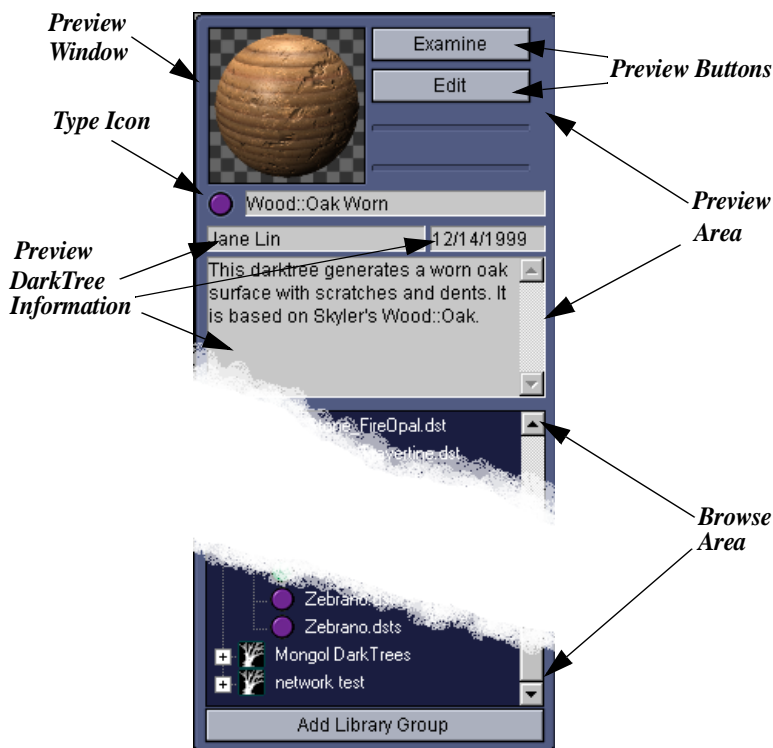 Preview
Window
Examine
Edit
Preview Buttons
Type Icon
Wood::Oak Worn
Preview
Area
Jane Lin
12/14/1999
Preview
DarkTree
Information
This darktree generates a worn oak
surface with scratches and dents. It
is based on Skyler's Wood::Oak.
FireOpal.dst
Browse
Area
Zebrano.dsts
Mongol DarkTrees
network test
Add Library Group